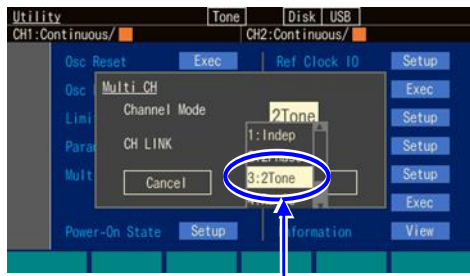 Utility Tone Disk USB
CH1:Continuous/ CH2:Continuous/
Osc Reset Exec Ref Clock IO Setup
Osc Exec
Multi CH
Channel Mode 2Tone
Limi Setup
1:Indep
Para CH LINK Setup
3:2Tone
Mult Cancel Setup
Exec
Power-On State Setup Information View